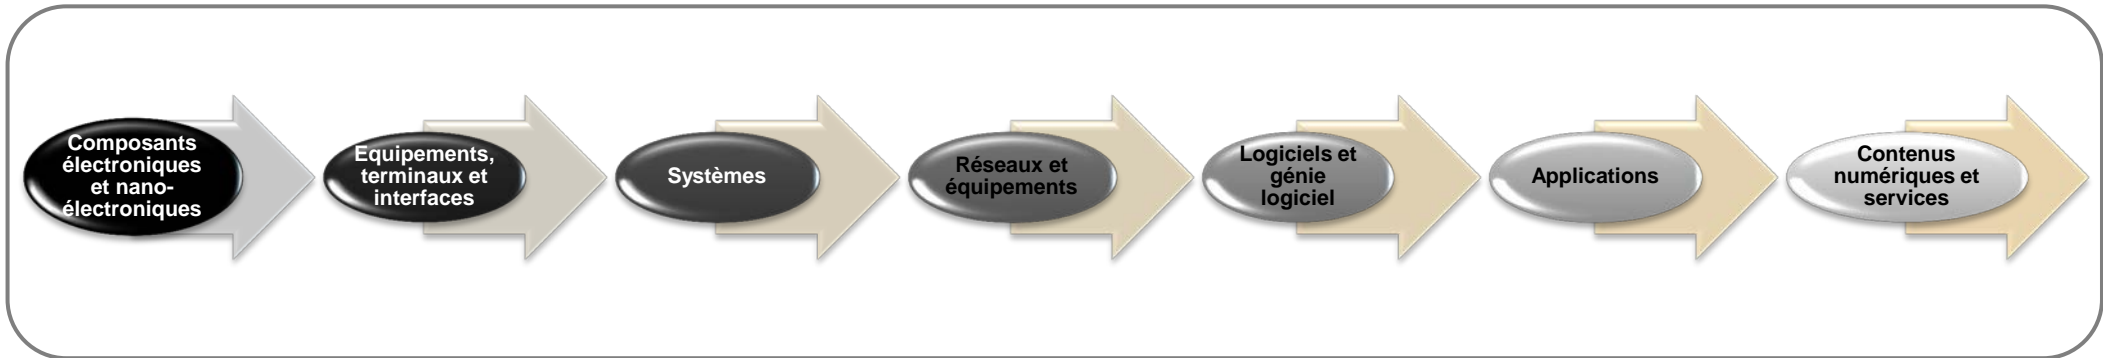 Composants
électroniques
et nano-
électroniques
Equipements,
terminaux et
interfaces
Systèmes
Réseaux et
équipements
Logiciels et
génie
logiciel
Applications
Contenus
numériques et
services